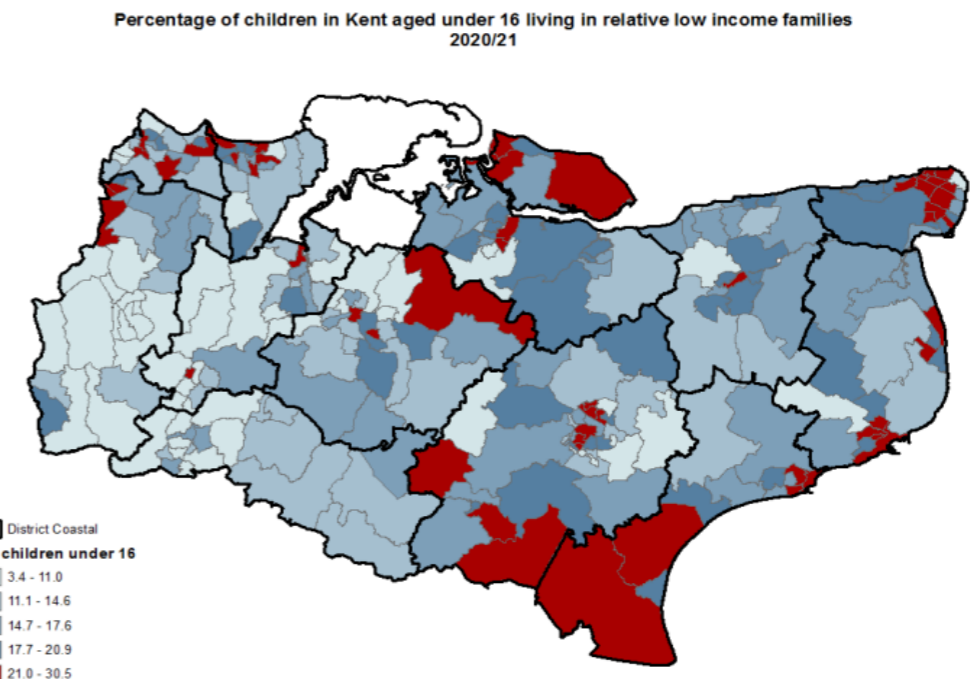 Percentage of children in Kent aged under 16 living in relative low income families
2020/21
District Coastal
children under 16
3.4 - 11.0
11.1 - 14.6
14.7 - 17.6
17.7 - 20.9
21.0 - 30.5